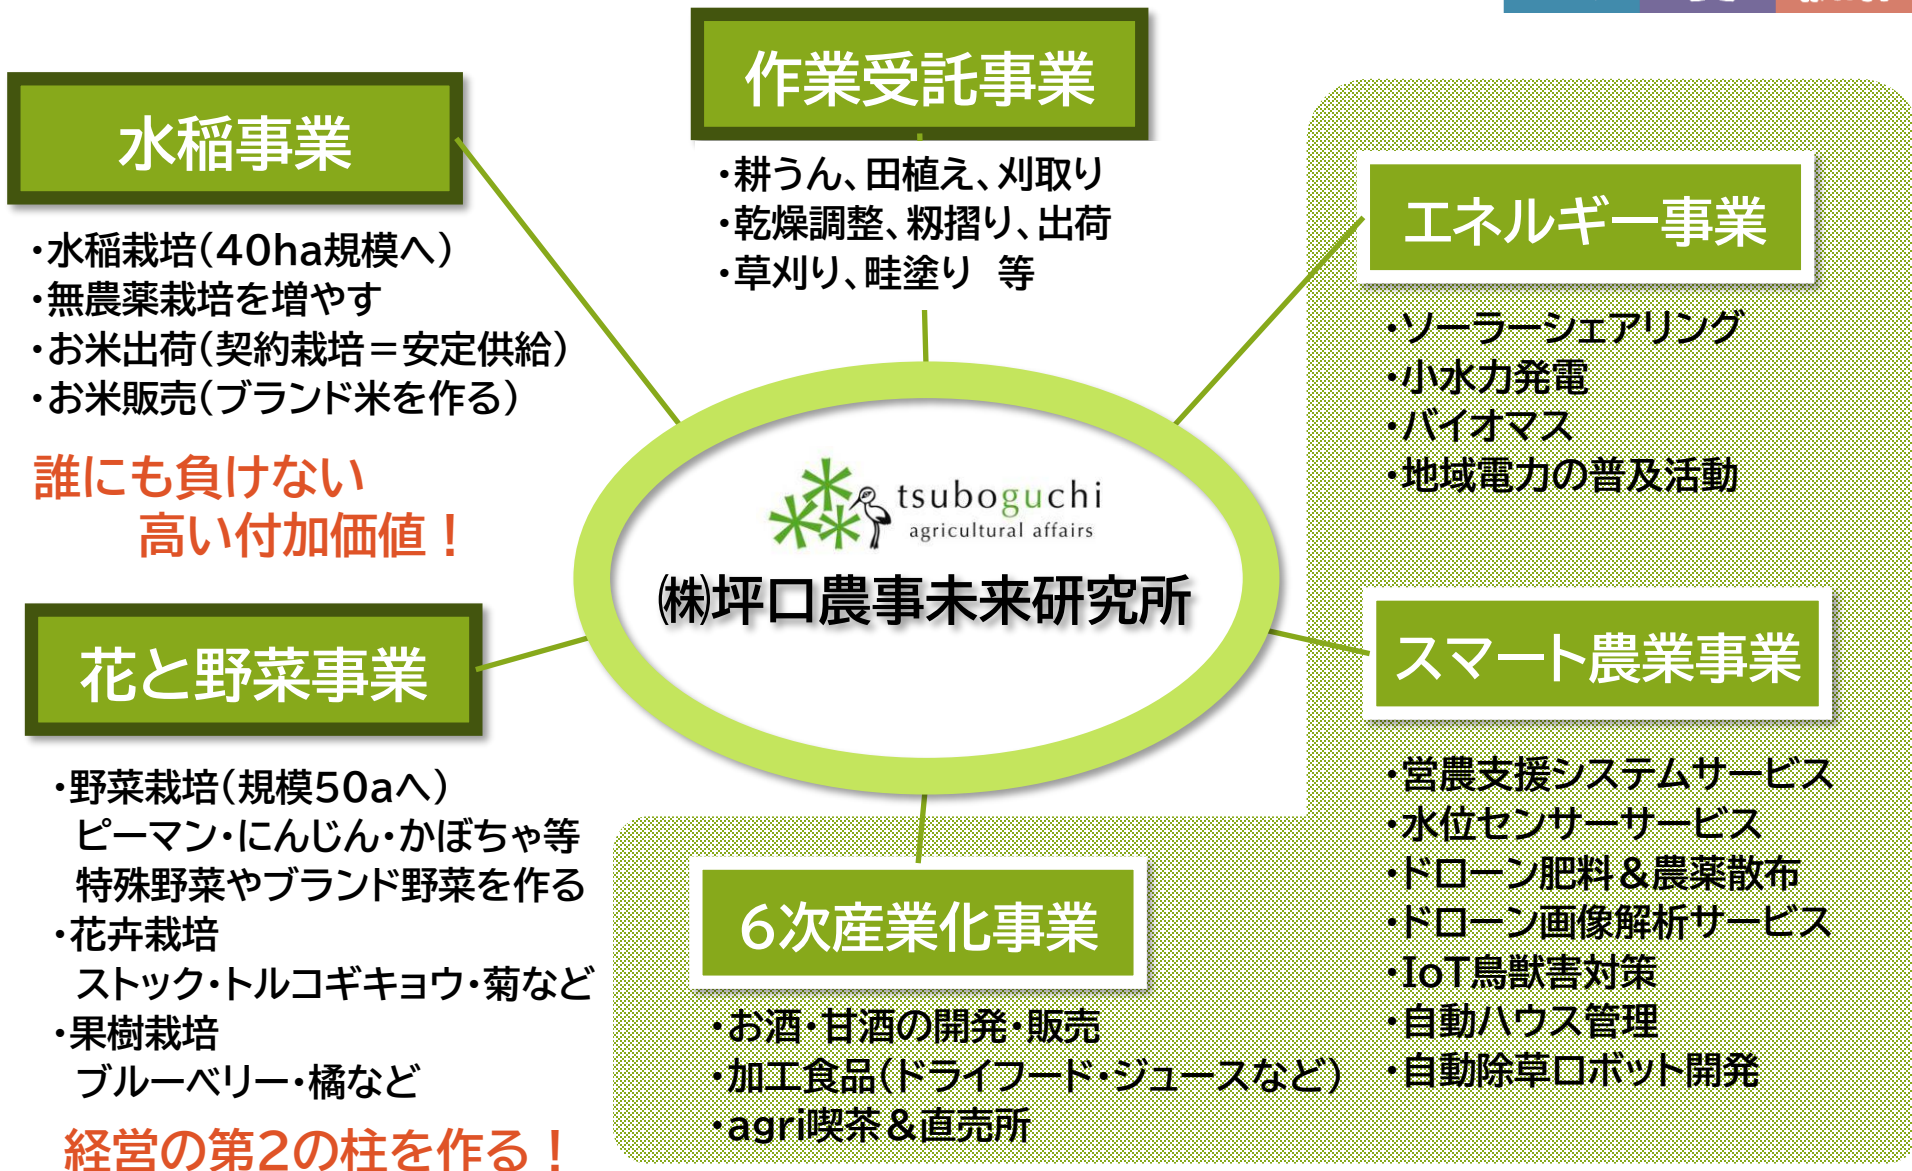 作業受託事業
・耕うん、田植え、刈取り
・乾燥調整、籾摺り、出荷
・草刈り、畦塗り 等
水稲事業
・水稲栽培(40ha規模へ)
・無農薬栽培を増やす
・お米出荷(契約栽培＝安定供給)
・お米販売(ブランド米を作る)
誰にも負けない
高い付加価値！
エネルギー事業
・ソーラーシェアリング
・小水力発電
・バイオマス
・地域電力の普及活動
tsuboguchi
agricultural affairs
㈱坪口農事未来研究所
花と野菜事業
・野菜栽培(規模50aへ)
ピーマン・にんじん・かぼちゃ等
特殊野菜やブランド野菜を作る
・花卉栽培
ストック・トルコギキョウ・菊など
・果樹栽培
ブルーベリー・橘など
経営の第2の柱を作る！
6次産業化事業
・お酒・甘酒の開発・販売
・加工食品(ドライフード・ジュースなど)
・agri喫茶＆直売所
スマート農業事業
・営農支援システムサービス
・水位センサーサービス
・ドローン肥料＆農薬散布
・ドローン画像解析サービス
・IoT鳥獣害対策
・自動ハウス管理
・自動除草ロボット開発